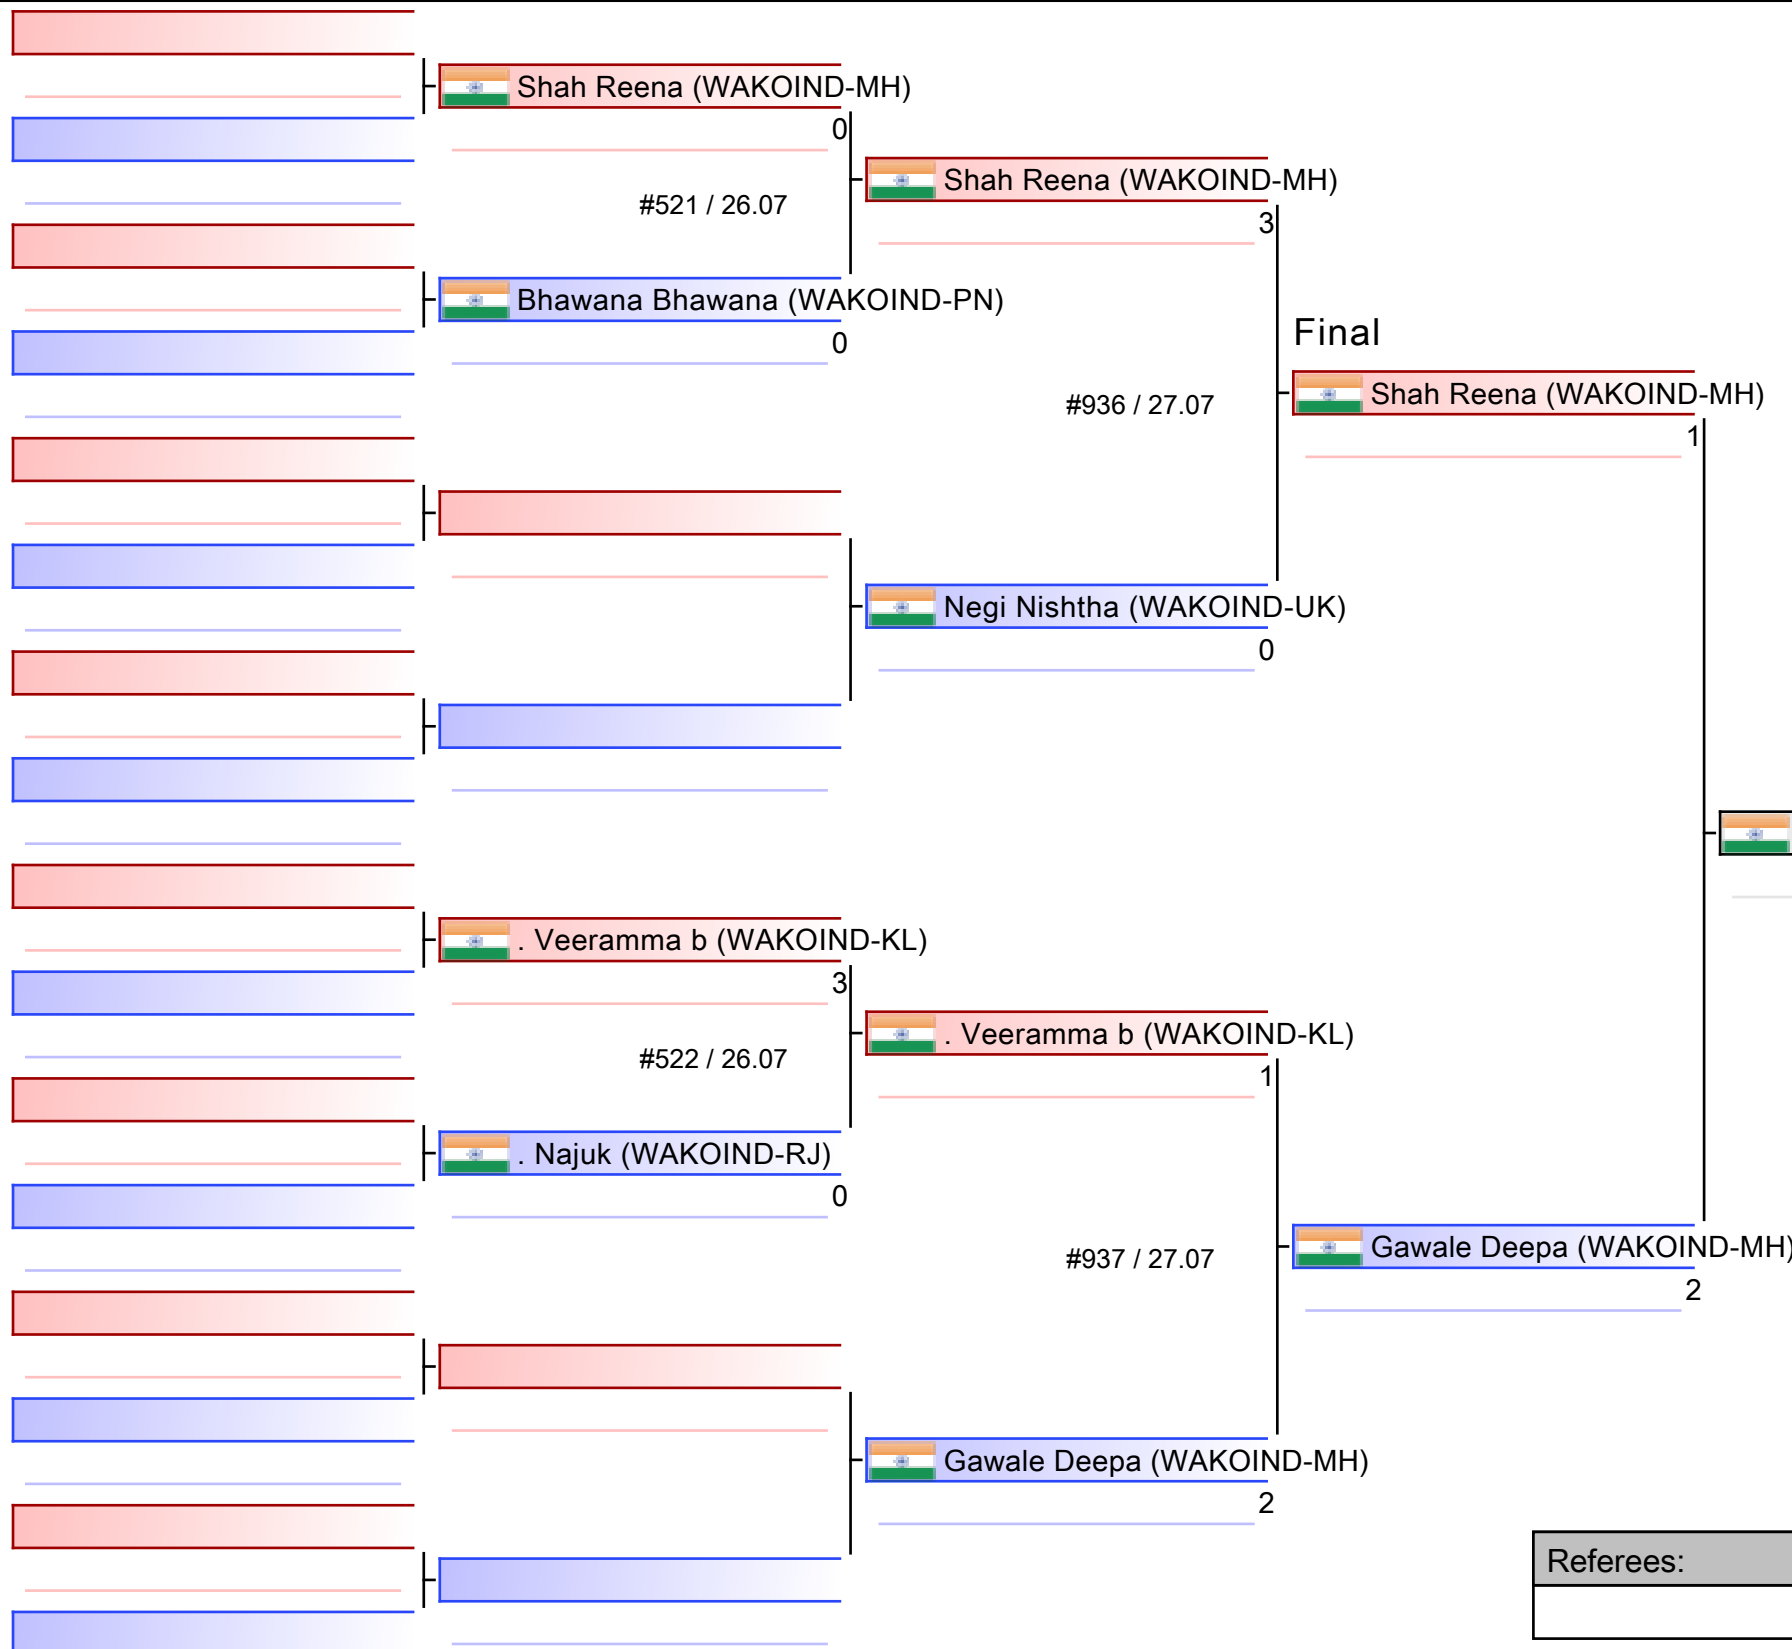 Shah Reena (WAKOIND-MH)
0
#521 / 26.07
Bhawana Bhawana (WAKOIND-PN)
0
Shah Reena (WAKOIND-MH)
3
#936 / 27.07
Negi Nishtha (WAKOIND-UK)
0
Final
Shah Reena (WAKOIND-MH)
1
. Veeramma b (WAKOIND-KL)
3
#522 / 26.07
. Najuk (WAKOIND-RJ)
0
. Veeramma b (WAKOIND-KL)
1
#937 / 27.07
Gawale Deepa (WAKOIND-MH)
2
Gawale Deepa (WAKOIND-MH)
2
Referees: